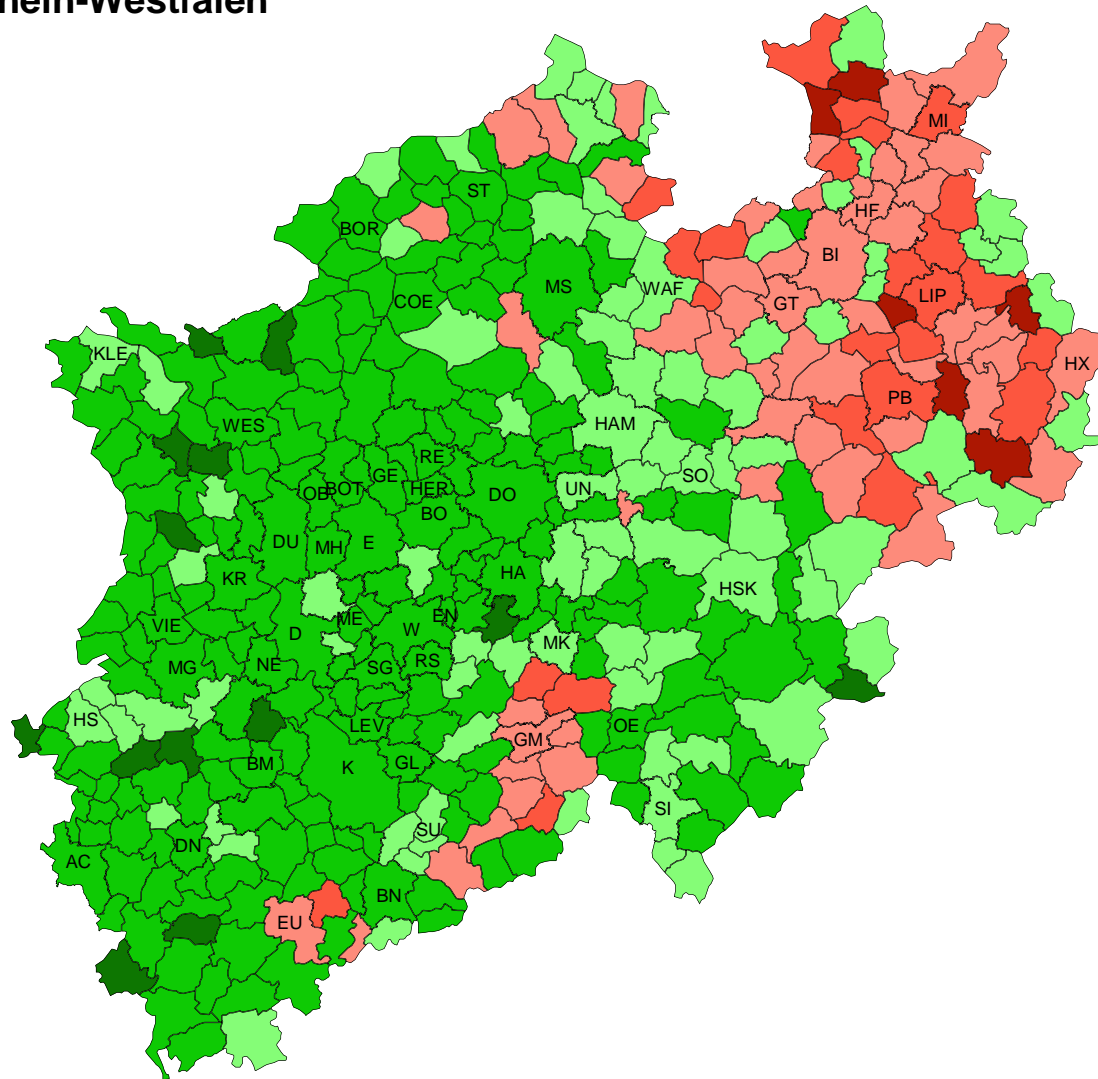 hein-Westfalen
MI
ST
HF
BOR
BI
MS
WAF
COE
LIP
GT
KLE
HX
PB
WES
HAM
RE
GE
SO
OB
BOT
HER
DO
UN
BO
DU
MH
E
KR
HA
HSK
ME
EN
VIE
D
W
MK
MG
NE
SG
RS
HS
LEV
OE
GM
BM
K
GL
SI
SU
DN
AC
BN
EU